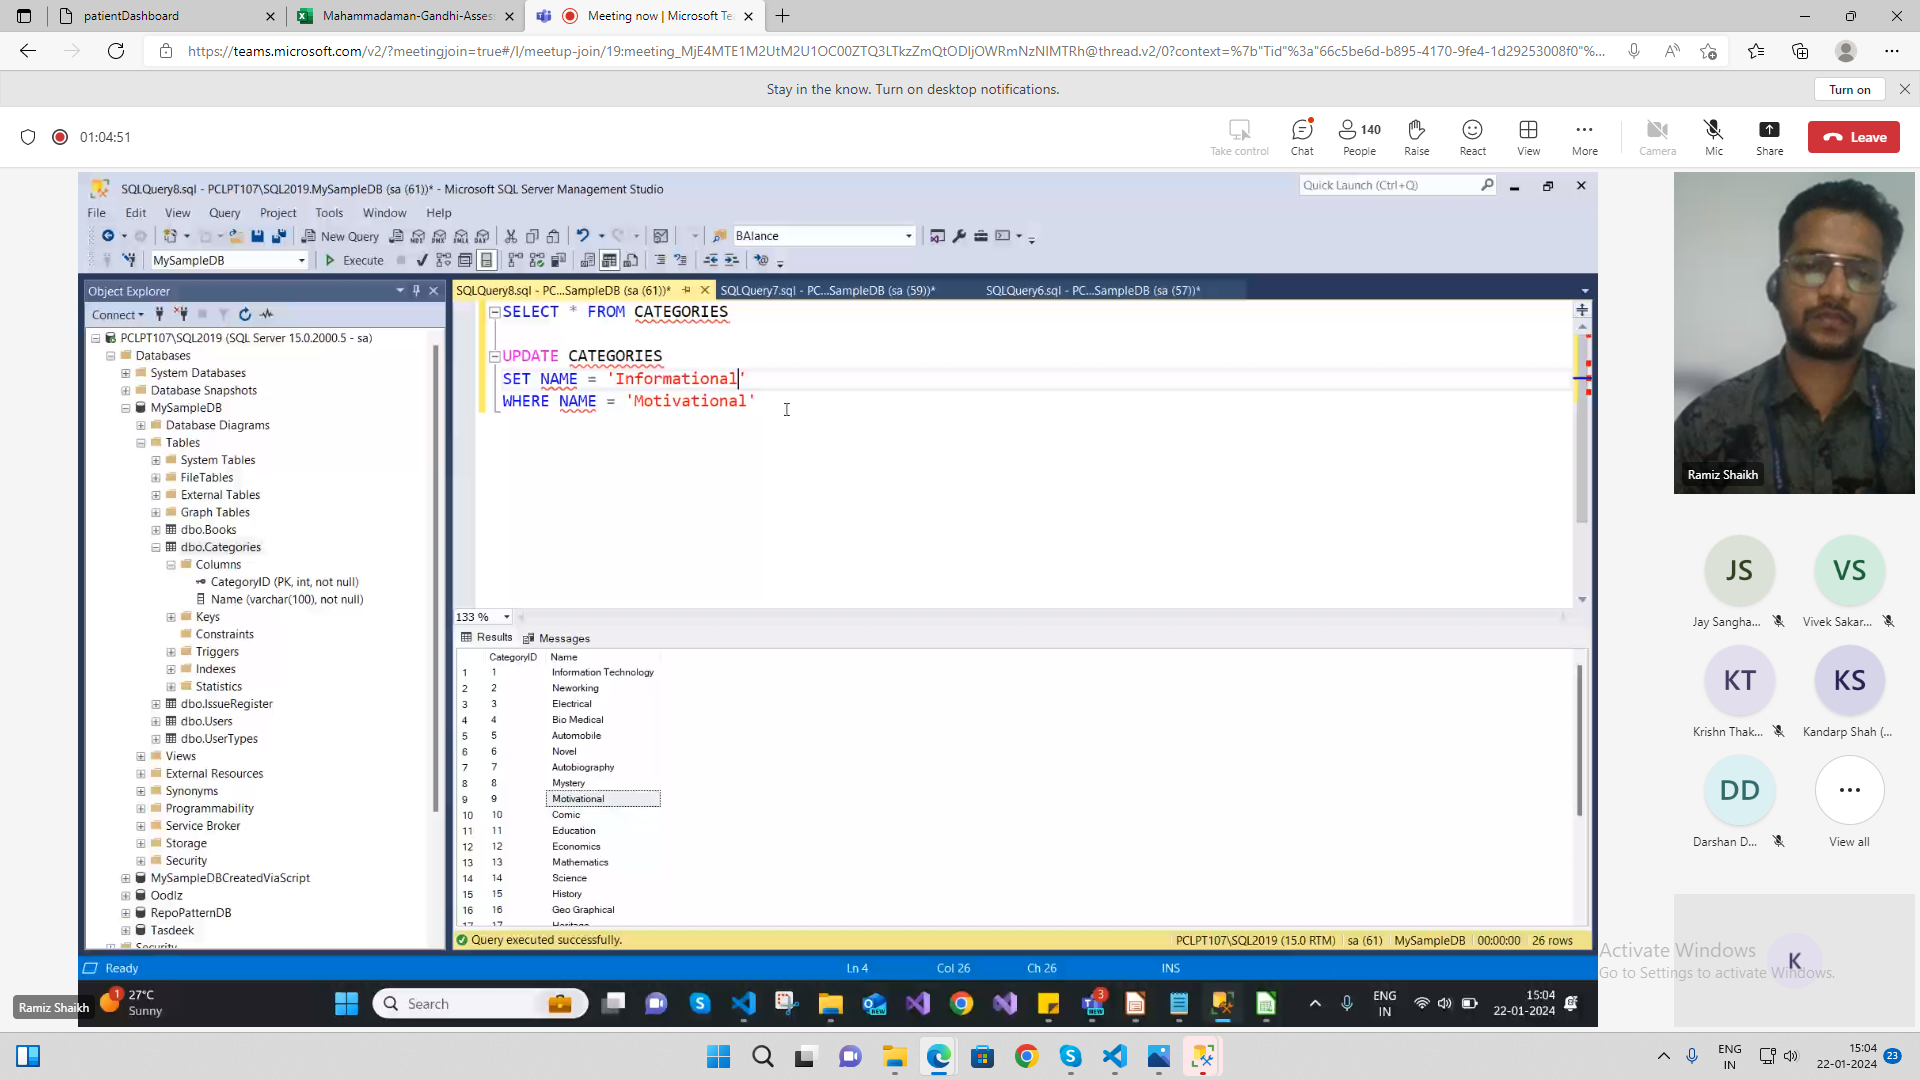 patientDashboard
Mahammadaman-Gandhi-Asses
Meeting now | Microsoft Te
https://teams.microsoft.com/v2/?meetingjoin=true#/l/meetup-join/19:meeting_MjE4MTE1M2UtM2U1OC00ZTQ3LTkzZmQtODljOWRmNzNlMTRh@thread.v2/0?context=%7b"Tid"%3a"66c5be6d-b895-4170-9fe4-1d29253008f0"%...
Stay in the know. Turn on desktop notifications.
Turn on
01:04:51
Take control
Chat
140
People
Raise
React
View
More
Camera
Mic
Share
Leave
SQLQuery8.sql - PCLPT107\SQL2019.MySampleDB (sa (61))* - Microsoft SQL Server Management Studio
Quick Launch (Ctrl+Q)
File Edit View Query Project Tools Window Help
New Query
BAlance
MySampleDB
Execute
Object Explorer
Connect
PCLPT107\SQL2019 (SQL Server 15.0.2000.5 - sa)
Databases
System Databases
Database Snapshots
MySampleDB
Database Diagrams
Tables
System Tables
FileTables
External Tables
Graph Tables
dbo.Books
dbo.Categories
Columns
CategoryID (PK, int, not null)
Name (varchar(100), not null)
Keys
Constraints
Triggers
Indexes
Statistics
dbo.IssueRegister
dbo.Users
dbo.UserTypes
Views
External Resources
Synonyms
Programmability
Service Broker
Storage
Security
MySampleDBCreatedViaScript
Oodlz
RepoPatternDB
Tasdeek
Security
SQLQuery8.sql - PC...SampleDB (sa (61))*
SQLQuery7.sql - PC...SampleDB (sa (59))*
SQLQuery6.sql - PC...SampleDB (sa (57))*
SELECT * FROM CATEGORIES
UPDATE CATEGORIES
SET NAME = 'Informational'
WHERE NAME = 'Motivational'
133 %
Results
Messages
CategoryID Name
1 1 Information Technology
2 2 Neworking
3 3 Electrical
4 4 Bio Medical
5 5 Automobile
6 6 Novel
7 7 Autobiography
8 8 Mystery
9 9 Motivational
10 10 Comic
11 11 Education
12 12 Economics
13 13 Mathematics
14 14 Science
15 15 History
16 16 Geo Graphical
17 17 Heritage
Query executed successfully.
PCLPT107\SQL2019 (15.0 RTM)
sa (61)
MySampleDB
00:00:00
26 rows
Ready
Ln 4
Col 26
Ch 26
INS
Ramiz Shaikh
JS
Jay Sangha...
VS
Vivek Sakar...
KT
Krishn Thak...
KS
Kandarp Shah (...
DD
Darshan D...
View all
K
Activate Windows
Go to Settings to activate Windows.
Ramiz Shaikh
1
27°C
Sunny
Search
NEW
3
NEW
ENG
IN
15:04
22-01-2024
ENG
IN
15:04
22-01-2024
23